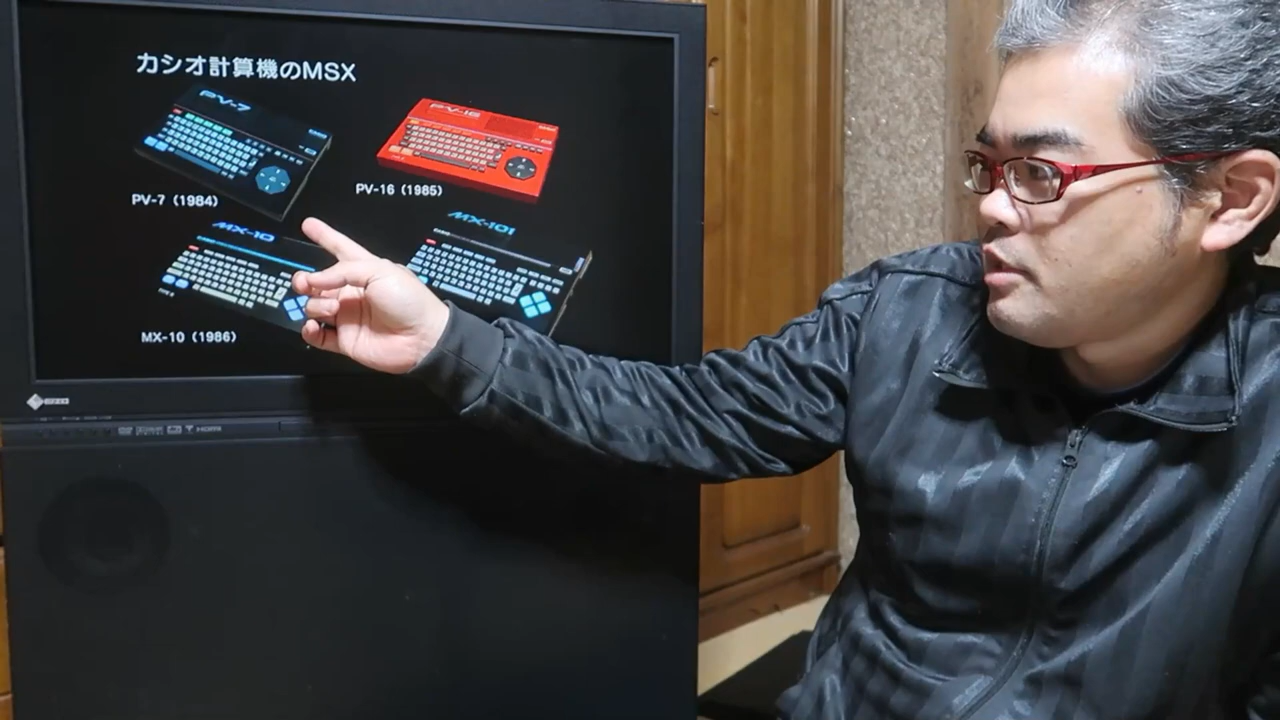 カシオ計算機のMSX
PV-7
PV-16
PV-7（1984）
PV-16（1985）
MX-10
MX-101
MX-10（1986）
HDMI